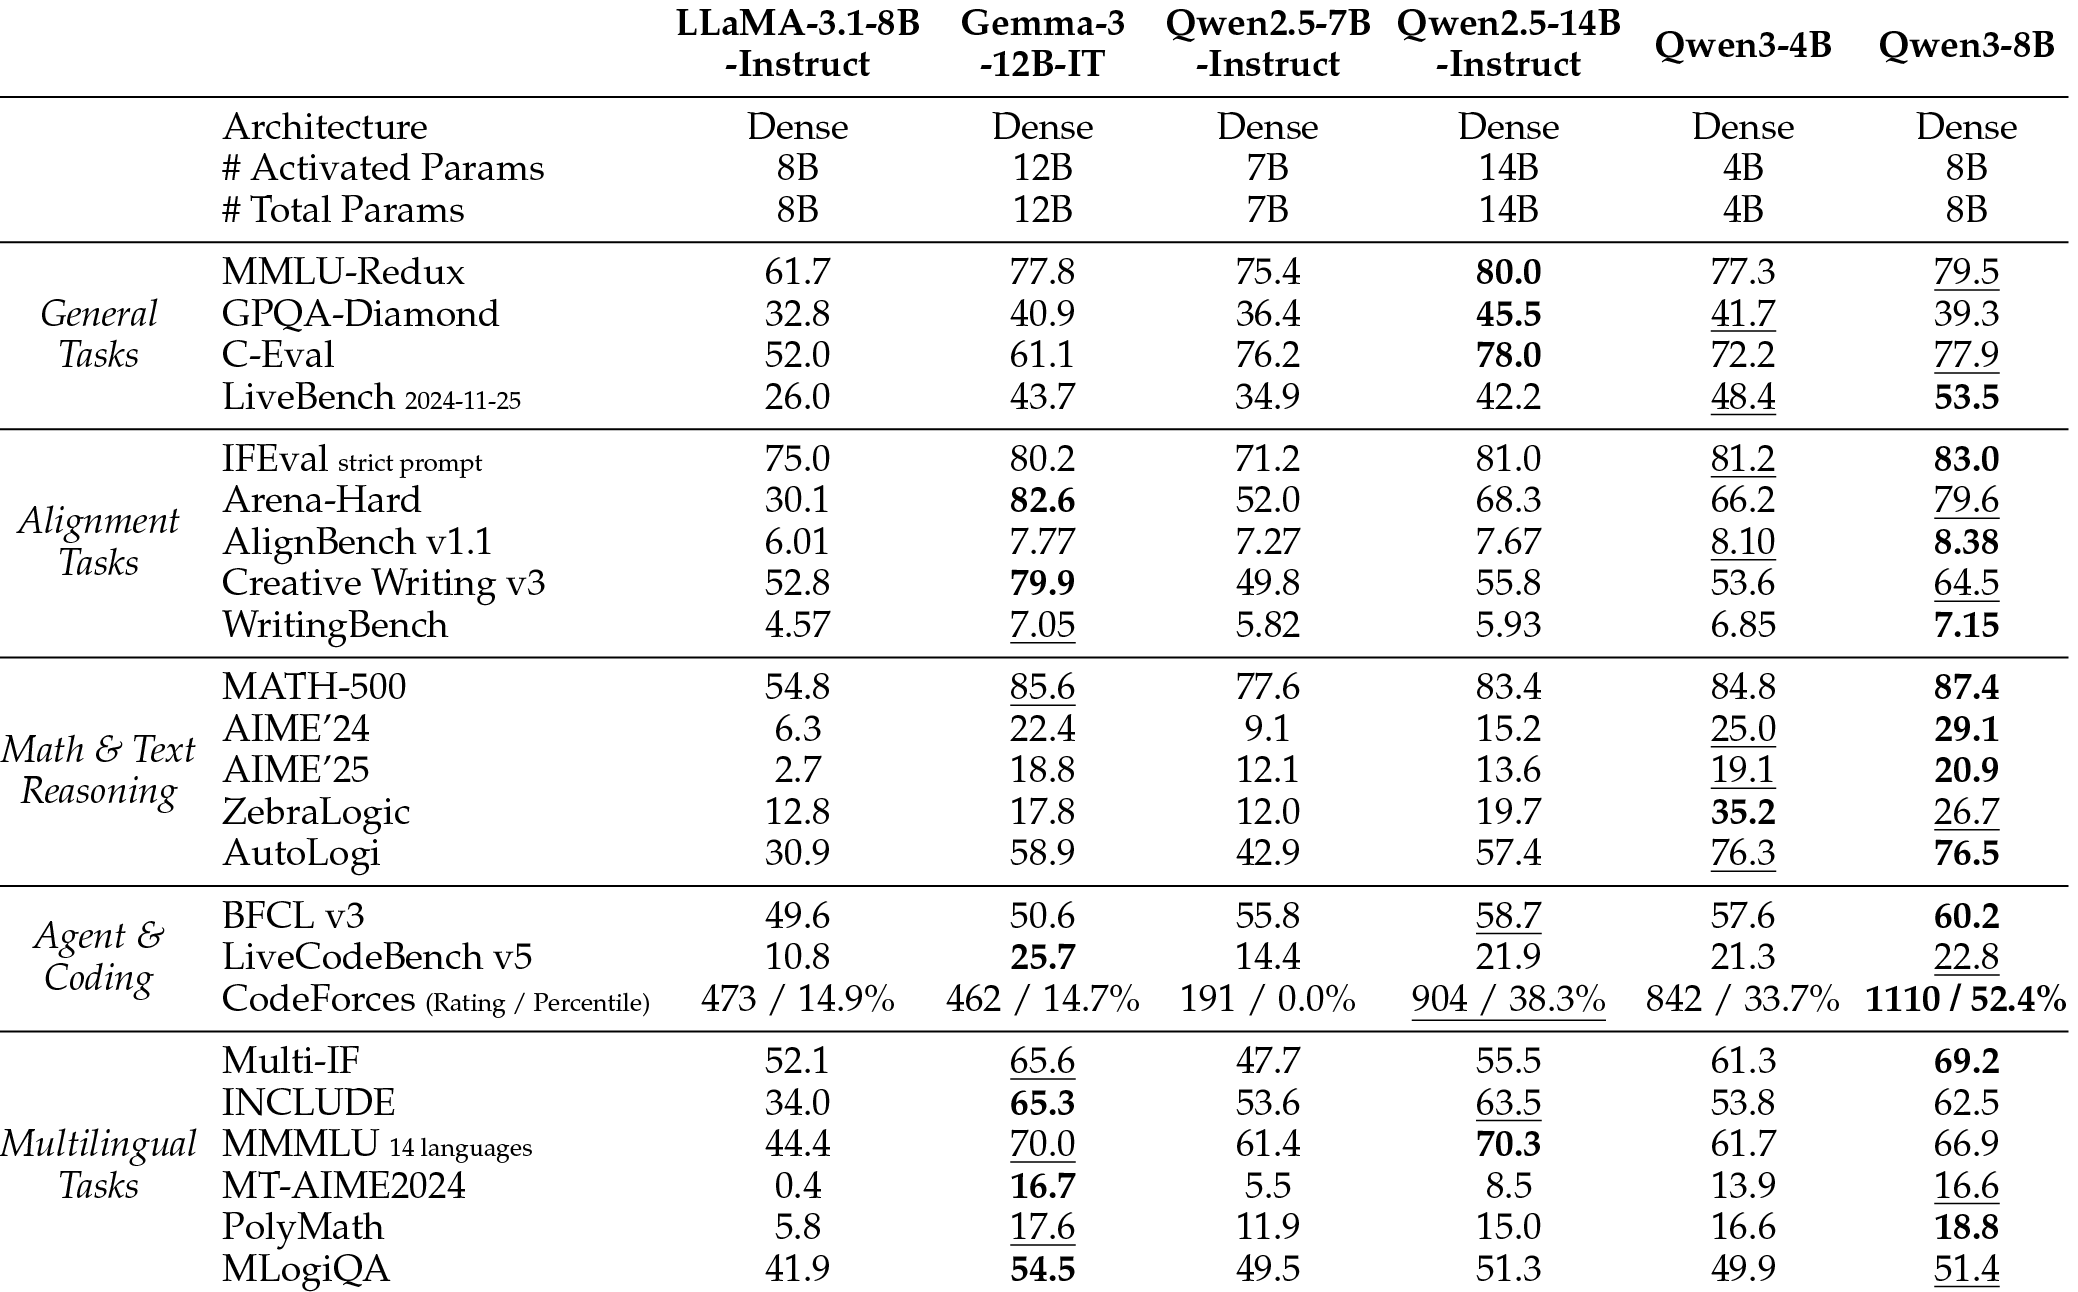 LLaMA-3.1-8B Gemma-3 Qwen2.5-7B Qwen2.5-14B Qwen3-4B Qwen3-8B
-Instruct -12B-IT -Instruct -Instruct
Architecture Dense Dense Dense Dense Dense Dense
# Activated Params 8B 12B 7B 14B 4B 8B
# Total Params 8B 12B 7B 14B 4B 8B
General Tasks
MMLU-Redux 61.7 77.8 75.4 80.0 77.3 79.5
GPQA-Diamond 32.8 40.9 36.4 45.5 41.7 39.3
C-Eval 52.0 61.1 76.2 78.0 72.2 77.9
LiveBench 2024-11-25 26.0 43.7 34.9 42.2 48.4 53.5
Alignment Tasks
IFEval strict prompt 75.0 80.2 71.2 81.0 81.2 83.0
Arena-Hard 30.1 82.6 52.0 68.3 66.2 79.6
AlignBench v1.1 6.01 7.77 7.27 7.67 8.10 8.38
Creative Writing v3 52.8 79.9 49.8 55.8 53.6 64.5
WritingBench 4.57 7.05 5.82 5.93 6.85 7.15
Math & Text Reasoning
MATH-500 54.8 85.6 77.6 83.4 84.8 87.4
AIME’24 6.3 22.4 9.1 15.2 25.0 29.1
AIME’25 2.7 18.8 12.1 13.6 19.1 20.9
ZebraLogic 12.8 17.8 12.0 19.7 35.2 26.7
AutoLogi 30.9 58.9 42.9 57.4 76.3 76.5
Agent & Coding
BFCL v3 49.6 50.6 55.8 58.7 57.6 60.2
LiveCodeBench v5 10.8 25.7 14.4 21.9 21.3 22.8
CodeForces (Rating / Percentile) 473 / 14.9% 462 / 14.7% 191 / 0.0% 904 / 38.3% 842 / 33.7% 1110 / 52.4%
Multilingual Tasks
Multi-IF 52.1 65.6 47.7 55.5 61.3 69.2
INCLUDE 34.0 65.3 53.6 63.5 53.8 62.5
MMMLU 14 languages 44.4 70.0 61.4 70.3 61.7 66.9
MT-AIME2024 0.4 16.7 5.5 8.5 13.9 16.6
PolyMath 5.8 17.6 11.9 15.0 16.6 18.8
MLogiQA 41.9 54.5 49.5 51.3 49.9 51.4